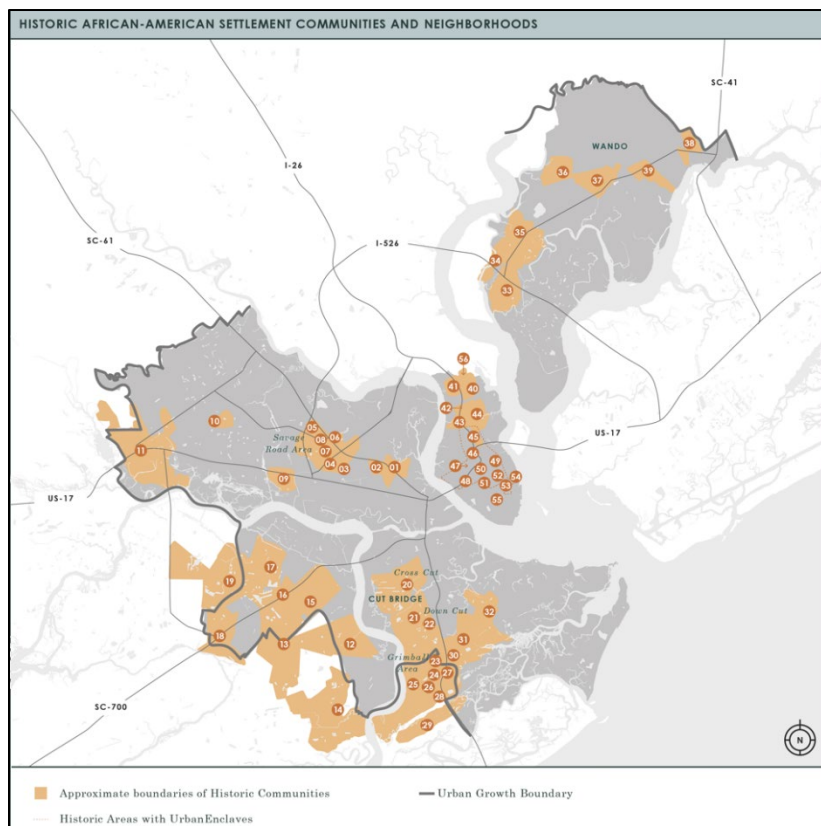 HISTORIC AFRICAN-AMERICAN SETTLEMENT COMMUNITIES AND NEIGHBORHOODS
SC-41
WANDO
38
36
37
39
I-26
SC-61
I-526
35
34
33
56
41
40
42
44
43
10
05
08
06
Savage
Road Area
07
04
03
02
01
45
46
US-17
11
09
47
49
50
48
51
52
53
54
55
US-17
Cross Cut
20
CUT BRIDGE
Down Cut
32
21
22
19
17
16
15
18
13
12
31
30
Grimball
Area
23
24
27
25
26
28
14
29
SC-700
N
Approximate boundaries of Historic Communities
Urban Growth Boundary
Historic Areas with UrbanEnclaves